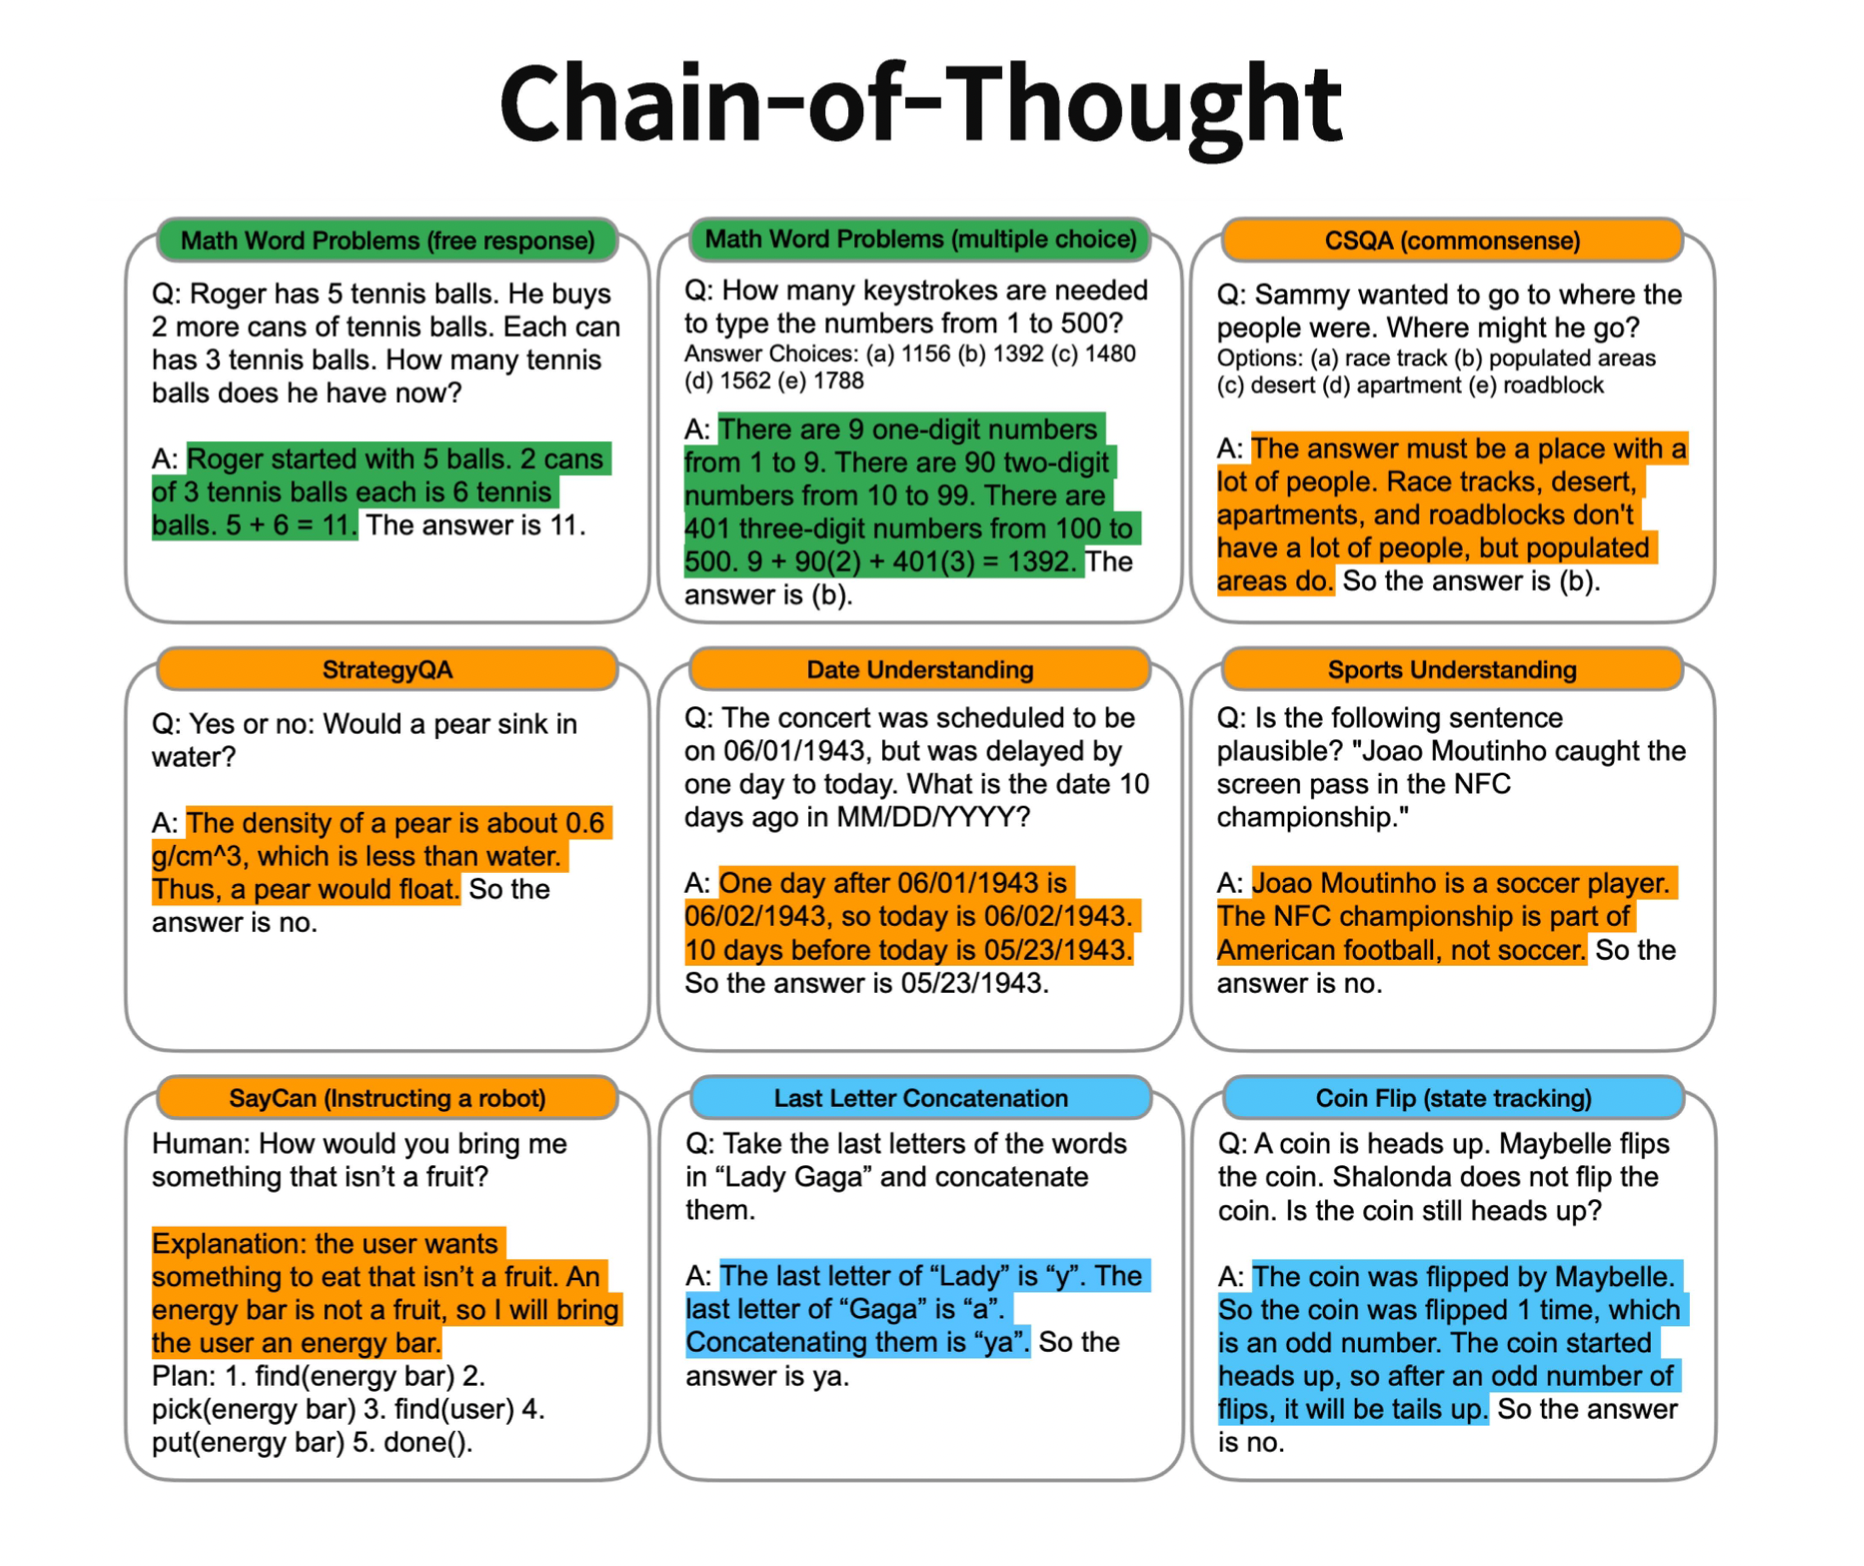 Chain-of-Thought
Math Word Problems (free response)
Q: Roger has 5 tennis balls. He buys
2 more cans of tennis balls. Each can
has 3 tennis balls. How many tennis
balls does he have now?
A: Roger started with 5 balls. 2 cans
of 3 tennis balls each is 6 tennis
balls. 5 + 6 = 11. The answer is 11.
Math Word Problems (multiple choice)
Q: How many keystrokes are needed
to type the numbers from 1 to 500?
Answer Choices: (a) 1156 (b) 1392 (c) 1480
(d) 1562 (e) 1788
A: There are 9 one-digit numbers
from 1 to 9. There are 90 two-digit
numbers from 10 to 99. There are
401 three-digit numbers from 100 to
500. 9 + 90(2) + 401(3) = 1392. The
answer is (b).
CSQA (commonsense)
Q: Sammy wanted to go to where the
people were. Where might he go?
Options: (a) race track (b) populated areas
(c) desert (d) apartment (e) roadblock
A: The answer must be a place with a
lot of people. Race tracks, desert,
apartments, and roadblocks don't
have a lot of people, but populated
areas do. So the answer is (b).
StrategyQA
Q: Yes or no: Would a pear sink in
water?
A: The density of a pear is about 0.6
g/cm^3, which is less than water.
Thus, a pear would float. So the
answer is no.
Date Understanding
Q: The concert was scheduled to be
on 06/01/1943, but was delayed by
one day to today. What is the date 10
days ago in MM/DD/YYYY?
A: One day after 06/01/1943 is
06/02/1943, so today is 06/02/1943.
10 days before today is 05/23/1943.
So the answer is 05/23/1943.
Sports Understanding
Q: Is the following sentence
plausible? "Joao Moutinho caught the
screen pass in the NFC
championship."
A: Joao Moutinho is a soccer player.
The NFC championship is part of
American football, not soccer. So the
answer is no.
SayCan (Instructing a robot)
Human: How would you bring me
something that isn’t a fruit?
Explanation: the user wants
something to eat that isn’t a fruit. An
energy bar is not a fruit, so I will bring
the user an energy bar.
Plan: 1. find(energy bar) 2.
pick(energy bar) 3. find(user) 4.
put(energy bar) 5. done().
Last Letter Concatenation
Q: Take the last letters of the words
in “Lady Gaga” and concatenate
them.
A: The last letter of “Lady” is “y”. The
last letter of “Gaga” is “a”.
Concatenating them is “ya”. So the
answer is ya.
Coin Flip (state tracking)
Q: A coin is heads up. Maybelle flips
the coin. Shalonda does not flip the
coin. Is the coin still heads up?
A: The coin was flipped by Maybelle.
So the coin was flipped 1 time, which
is an odd number. The coin started
heads up, so after an odd number of
flips, it will be tails up. So the answer
is no.